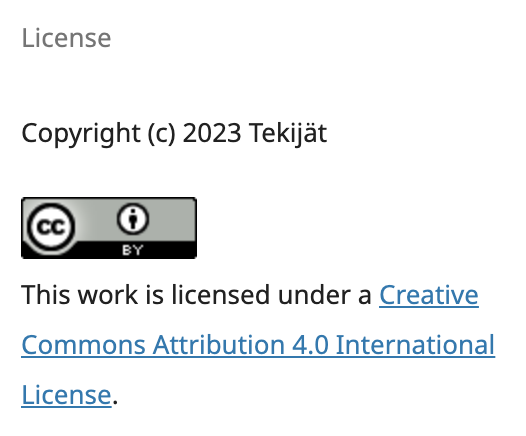 License
Copyright (c) 2023 Tekijät
cc
BY
This work is licensed under a Creative
Commons Attribution 4.0 International
License.